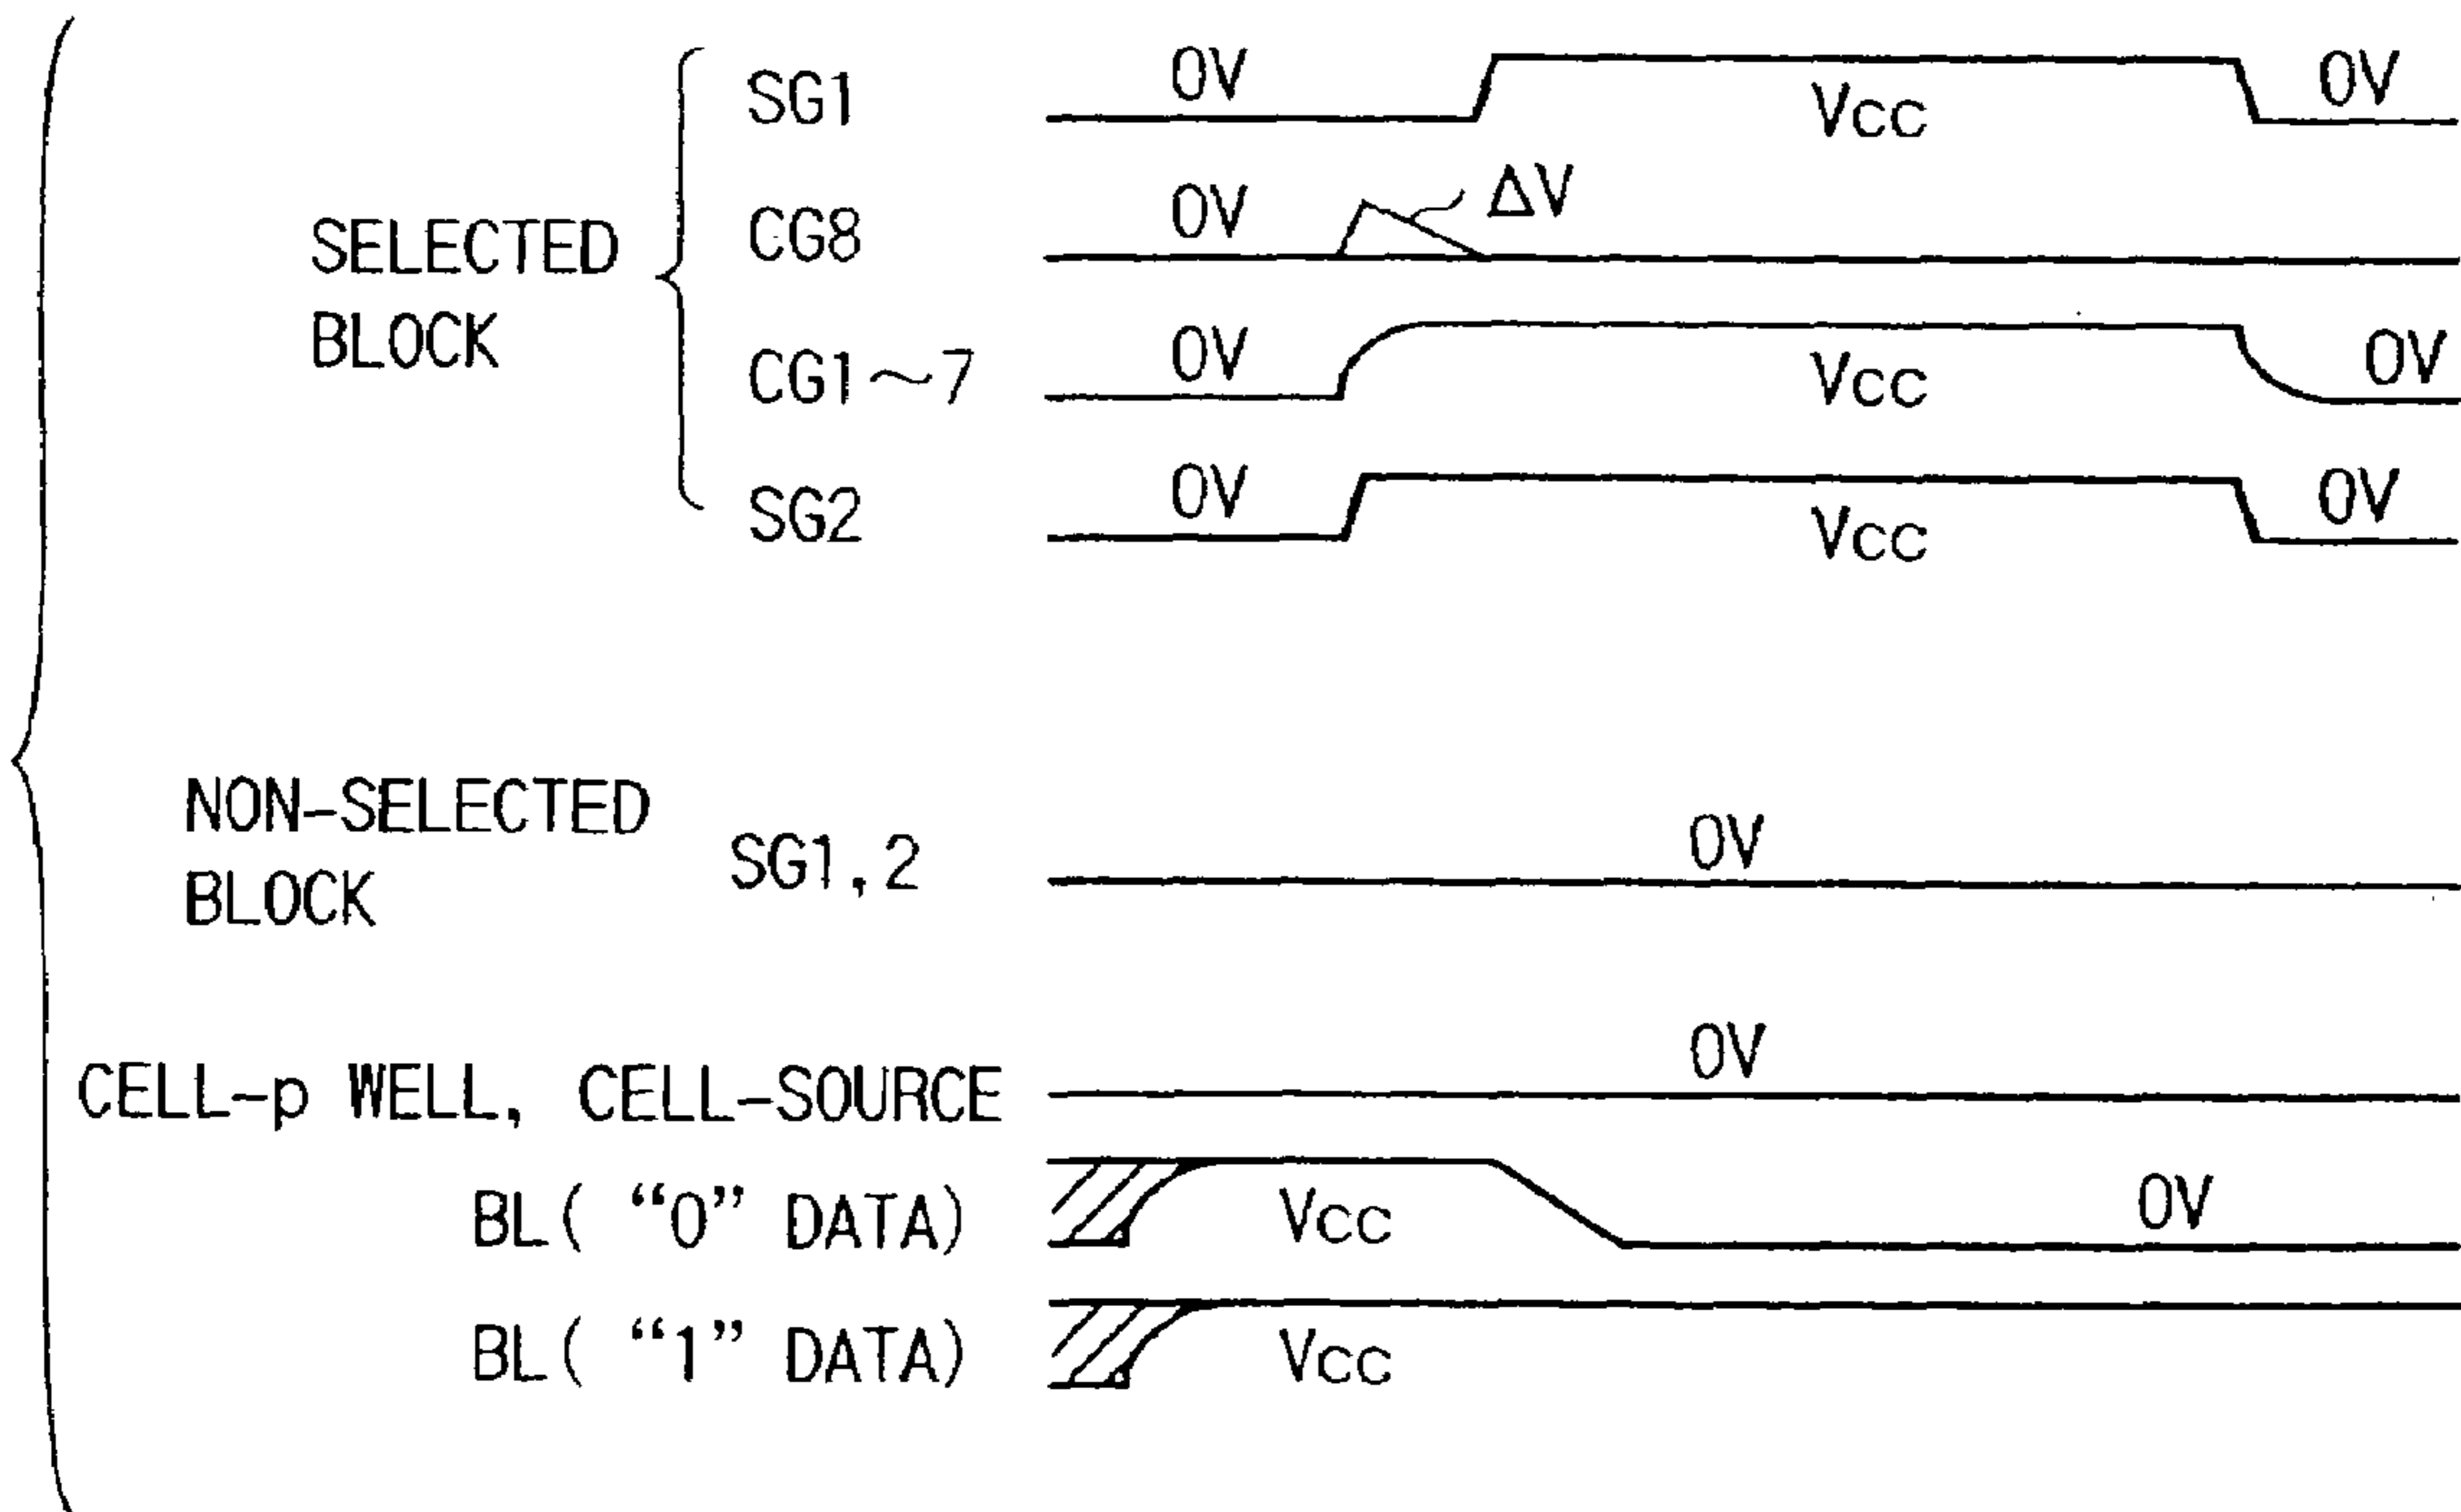 SG1 0V Vcc 0V
CG8 0V ΔV
SELECTED
BLOCK
CG1~7 0V Vcc 0V
SG2 0V Vcc 0V
NON-SELECTED
BLOCK
SG1,2 0V
CELL-p WELL, CELL-SOURCE 0V
BL( “0” DATA) Vcc 0V
BL( “1” DATA) Vcc